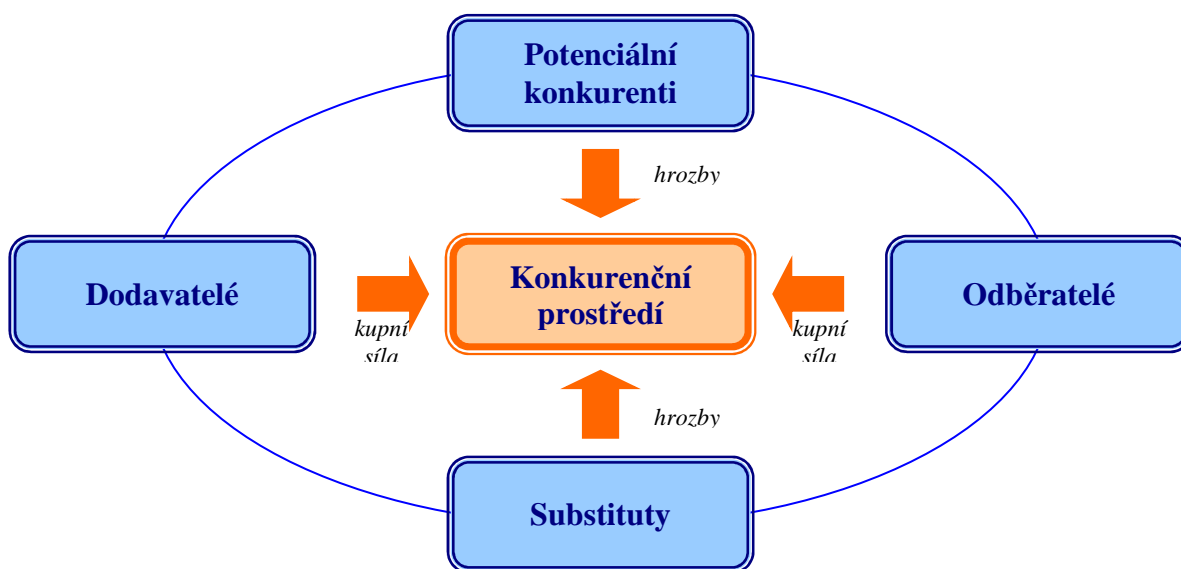 Potenciální
konkurenti
hrozby
Dodavatelé
kupní
síla
Konkurenční
prostředí
kupní
síla
Odběratelé
hrozby
Substituty